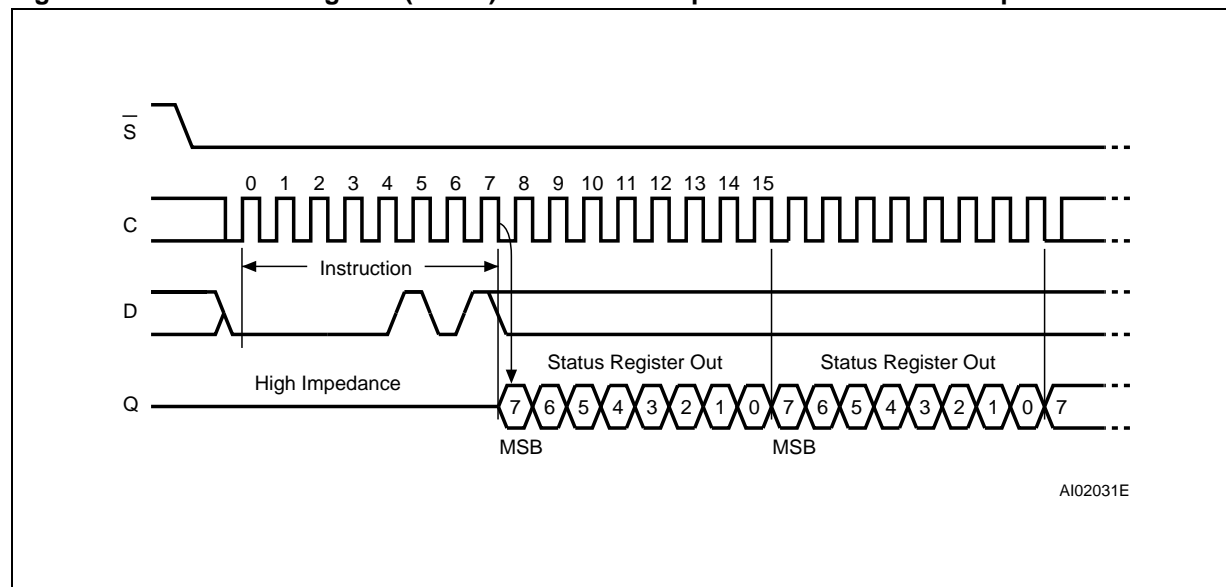 S
0 1 2 3 4 5 6 7 8 9 10 11 12 13 14 15
C
Instruction
D
Status Register Out Status Register Out
High Impedance
Q 7 6 5 4 3 2 1 0 7 6 5 4 3 2 1 0 7
MSB MSB
AI02031E